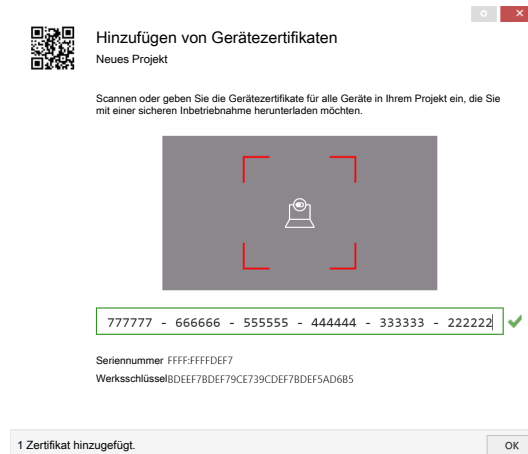 Hinzufügen von Gerätezertifikaten
Neues Projekt
Scannen oder geben Sie die Gerätezertifikate für alle Geräte in Ihrem Projekt ein, die Sie
mit einer sicheren Inbetriebnahme herunterladen möchten.
777777 - 666666 - 555555 - 444444 - 333333 - 222222
Seriennummer FFFF:FFFFDEF7
Werksschlüssel BDEEF7BDEF79CE739CDEF7BDEF5AD6B5
1 Zertifikat hinzugefügt.
OK